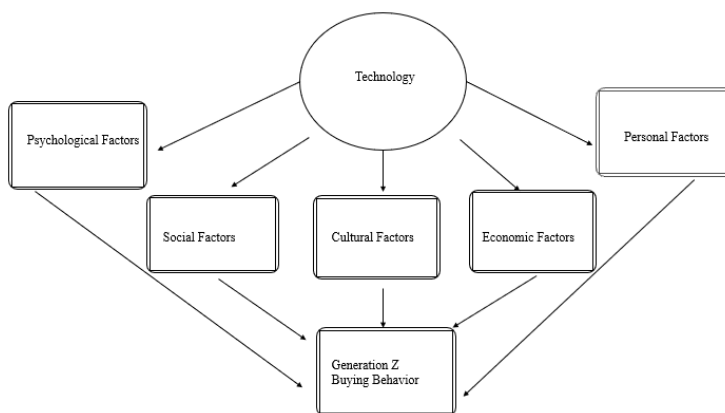 Technology
Psychological Factors
Personal Factors
Social Factors
Cultural Factors
Economic Factors
Generation Z
Buying Behavior